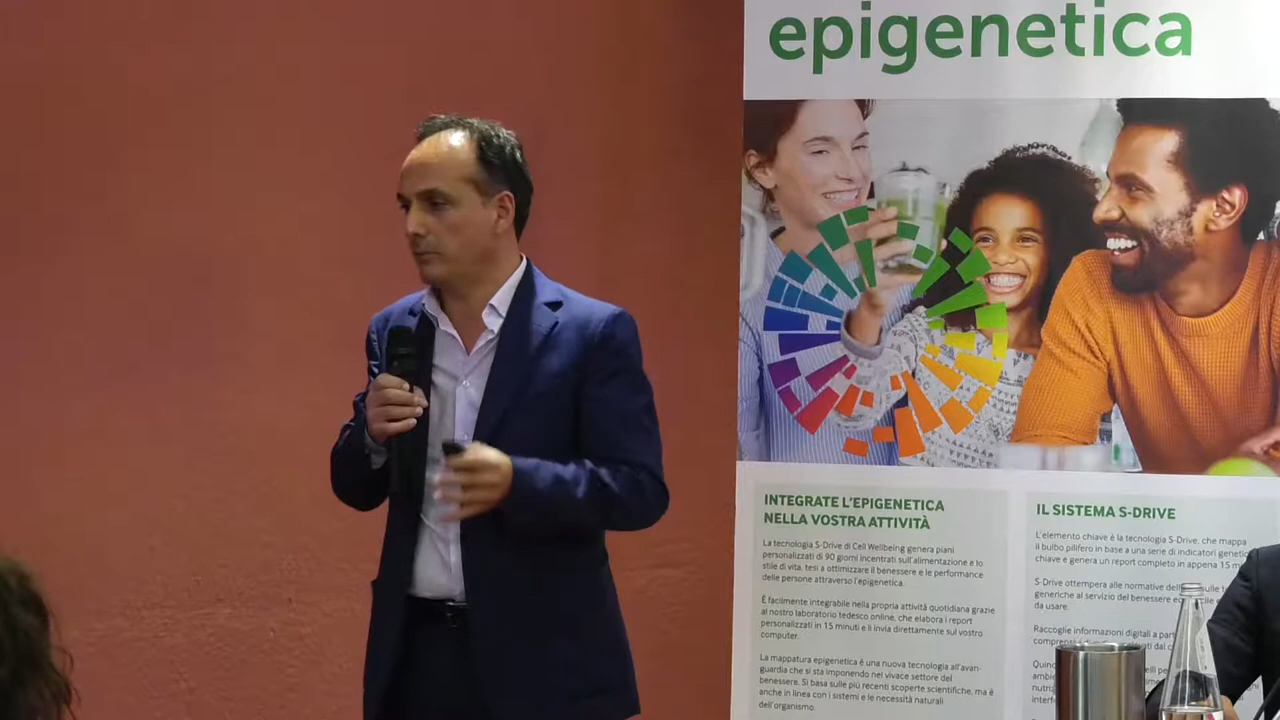 epigenetica
INTEGRATE L'EPIGENETICA
NELLA VOSTRA ATTIVITÀ
La tecnologia S-Drive di Cell Wellbeing genera piani
personalizzati di 90 giorni incentrati sull'alimentazione e lo
stile di vita, tesi a ottimizzare il benessere e le performance
delle persone attraverso l'epigenetica.
È facilmente integrabile nella propria attività quotidiana grazie
al nostro laboratorio tedesco online, che elabora i report
personalizzati in 15 minuti e li invia direttamente sul vostro
computer.
La mappatura epigenetica è una nuova tecnologia all'avan-
guardia che si sta imponendo nel vivace settore del
benessere. Si basa sulle più recenti scoperte scientifiche, ma è
anche in linea con i sistemi e le necessità naturali
dell'organismo.
IL SISTEMA S-DRIVE
L'elemento chiave è la tecnologia S-Drive, che mappa
il bulbo pilifero in base a una serie di indicatori
chiave e genera un report completo in appena 15
S-Drive ottempera alle normative
generiche al servizio del benessere
da usare.
Raccoglie informazioni digitali a